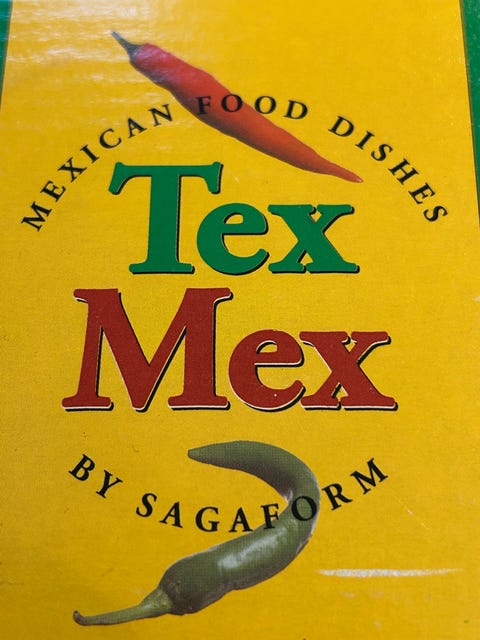 MEXICAN FOOD DISHES
Tex
Mex
BY SAGAFORM